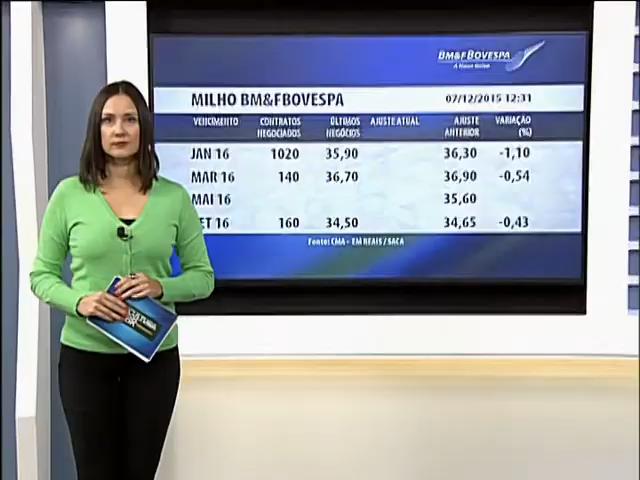 BM&FBOVESPA
A Nova Bolsa
MILHO BM&FBOVESPA 07/12/2015 12:31
VENCIMENTO CONTRATOS NEGOCIADOS ÚLTIMOS NEGÓCIOS AJUSTE ATUAL AJUSTE ANTERIOR VARIAÇÃO (%)
JAN 16 1020 35,90 36,30 -1,10
MAR 16 140 36,70 36,90 -0,54
MAI 16 35,60
ET 16 160 34,50 34,65 -0,43
Fonte: CMA - EM REAIS / SACA